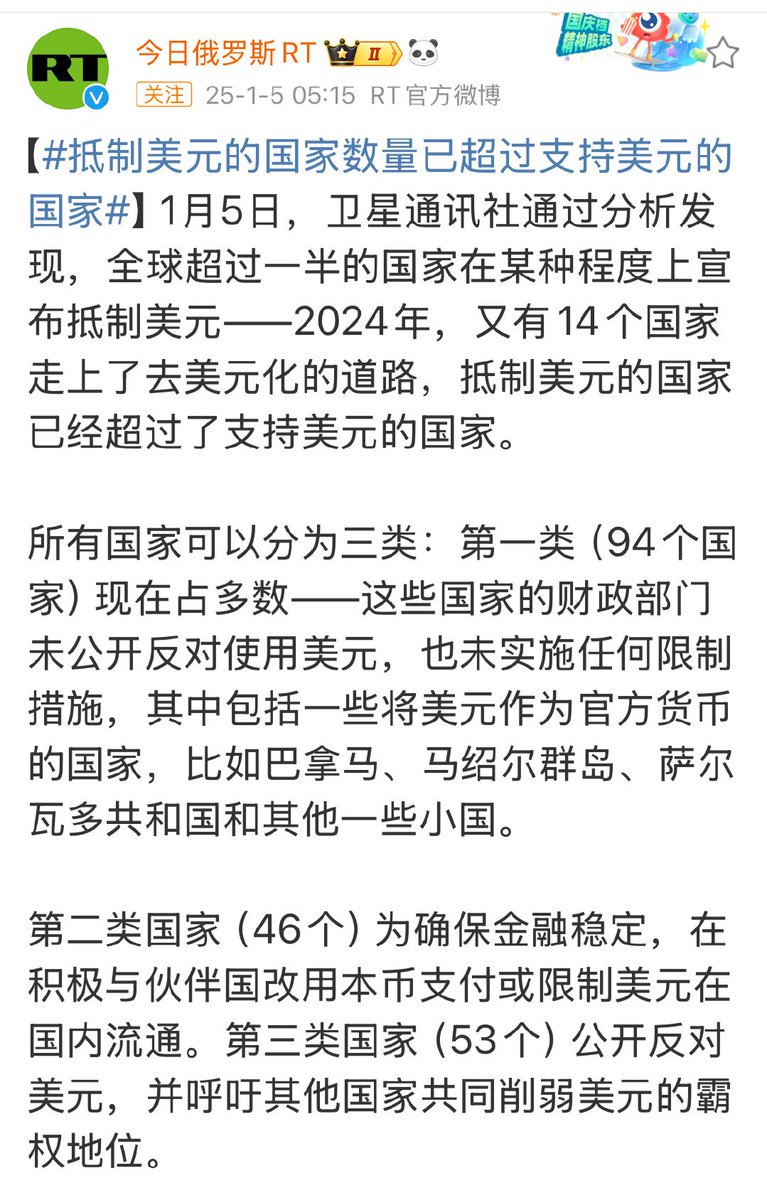 RT
今日俄罗斯RT II
国庆档
精神股东
关注 25-1-5 05:15 RT官方微博
【#抵制美元的国家数量已超过支持美元的
国家#】1月5日，卫星通讯社通过分析发
现，全球超过一半的国家在某种程度上宣
布抵制美元——2024年，又有14个国家
走上了去美元化的道路，抵制美元的国家
已经超过了支持美元的国家。
所有国家可以分为三类：第一类（94个国
家）现在占多数——这些国家的财政部门
未公开反对使用美元，也未实施任何限制
措施，其中包括一些将美元作为官方货币
的国家，比如巴拿马、马绍尔群岛、萨尔
瓦多共和国和其他一些小国。
第二类国家（46个）为确保金融稳定，在
积极与伙伴国改用本币支付或限制美元在
国内流通。第三类国家（53个）公开反对
美元，并呼吁其他国家共同削弱美元的霸
权地位。